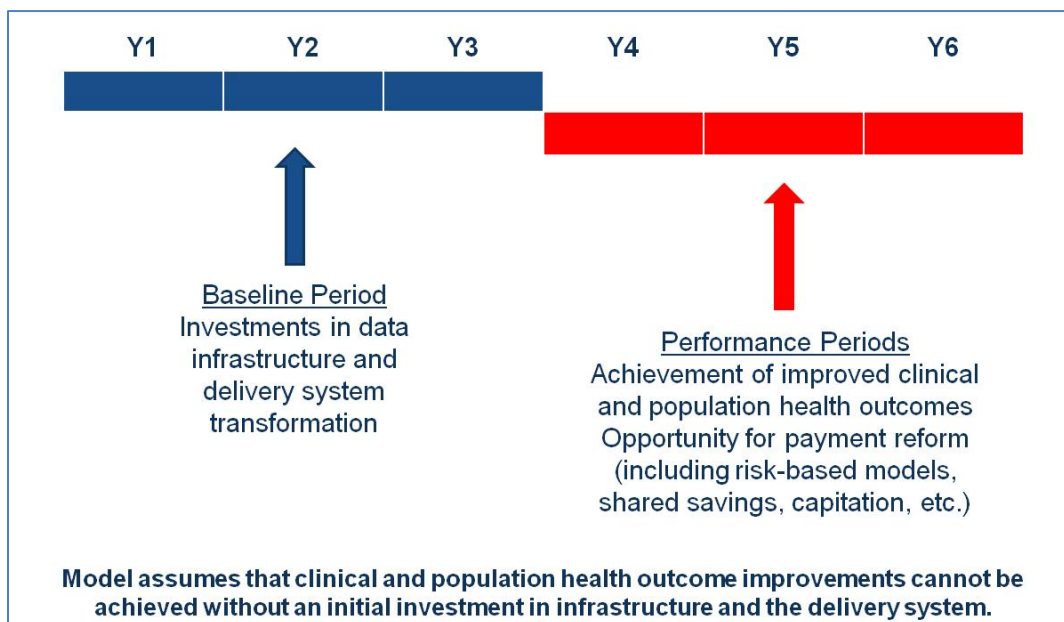 Y1 Y2 Y3 Y4 Y5 Y6
Baseline Period
Investments in data
infrastructure and
delivery system
transformation
Performance Periods
Achievement of improved clinical
and population health outcomes
Opportunity for payment reform
(including risk-based models,
shared savings, capitation, etc.)
Model assumes that clinical and population health outcome improvements cannot be
achieved without an initial investment in infrastructure and the delivery system.